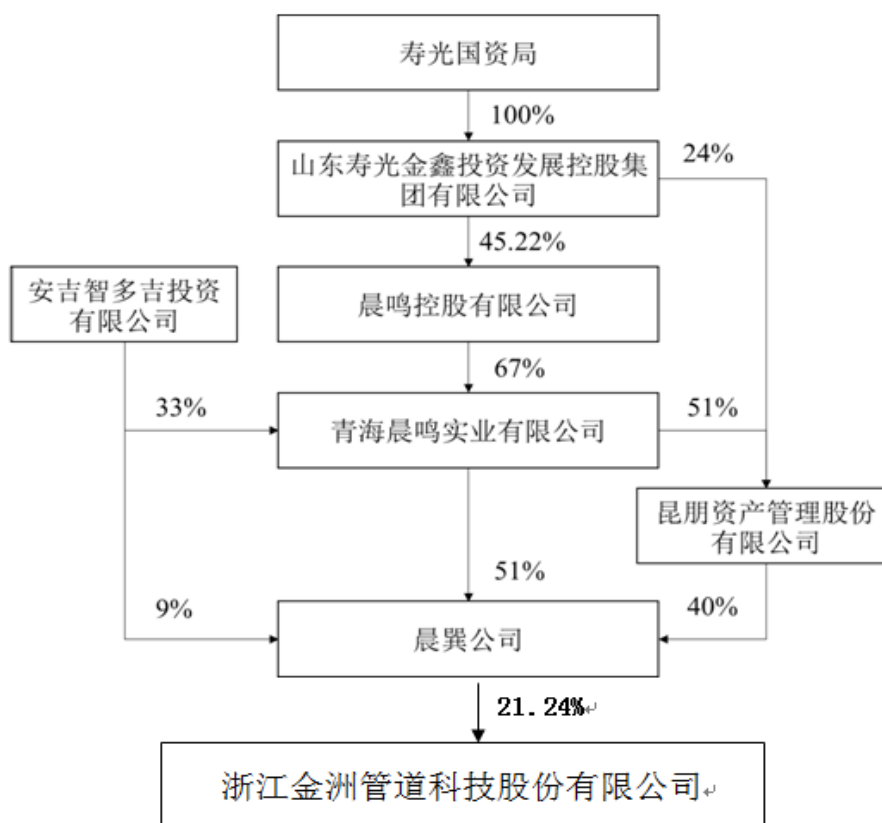 寿光国资局
100%
山东寿光金鑫投资发展控股集
团有限公司
24%
45.22%
安吉智多吉投资
有限公司
晨鸣控股有限公司
67%
33%
青海晨鸣实业有限公司
51%
昆朋资产管理股份
有限公司
51%
9%
40%
晨巽公司
21.24%↵
浙江金洲管道科技股份有限公司↵